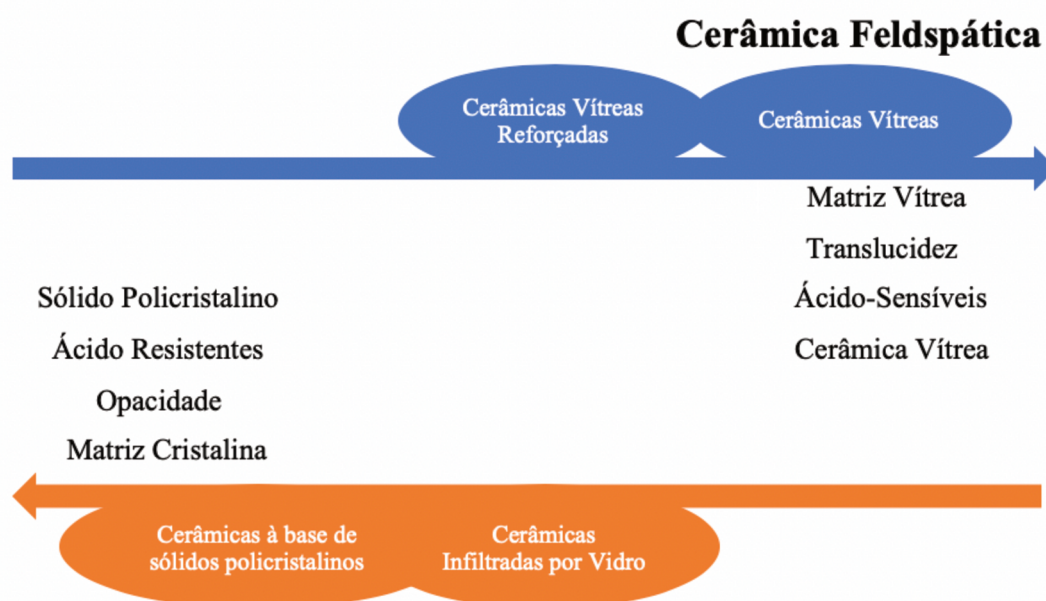 Cerâmica Feldspática
Cerâmicas Vítreas
Reforçadas
Cerâmicas Vítreas
Matriz Vítrea
Translucidez
Ácido-Sensíveis
Cerâmica Vítrea
Sólido Policristalino
Ácido Resistentes
Opacidade
Matriz Cristalina
Cerâmicas à base de
sólidos policristalinos
Cerâmicas
Infiltradas por Vidro